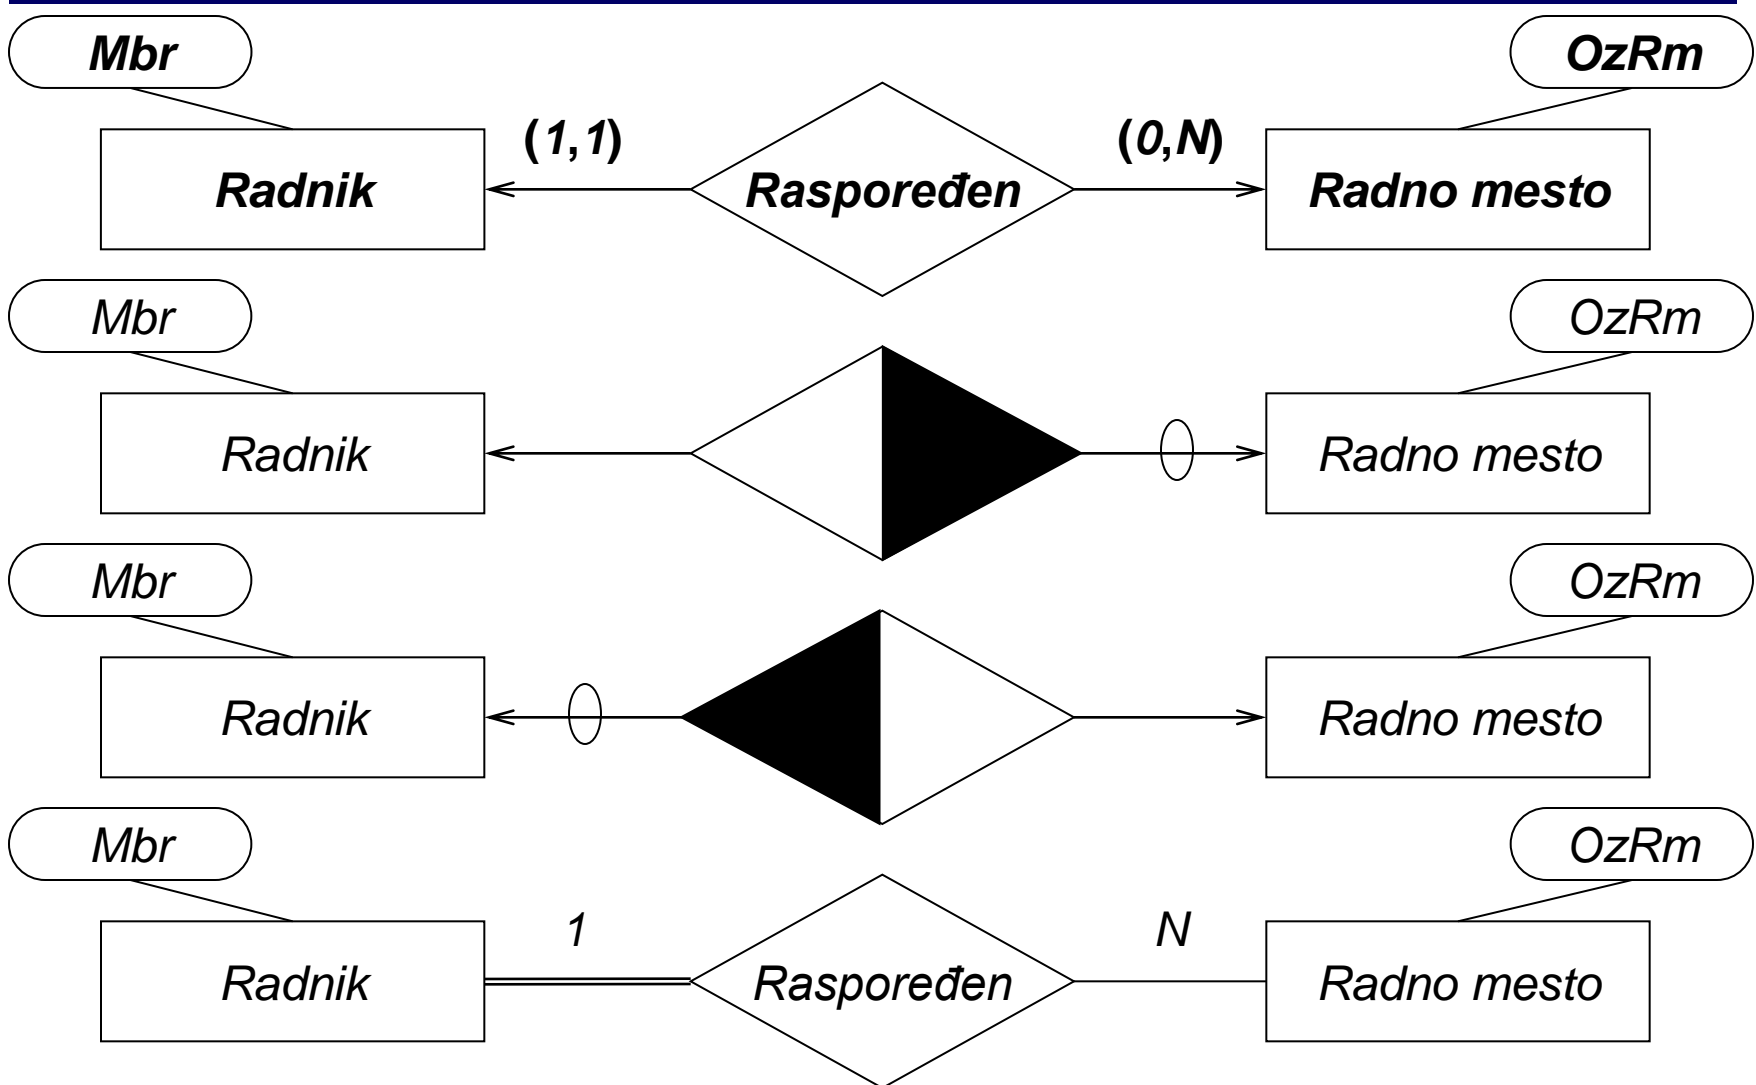 Mbr OzRm
(1,1) (0,N)
Radnik Raspoređen Radno mesto
Mbr OzRm
Radnik Radno mesto
Mbr OzRm
Radnik Radno mesto
Mbr OzRm
1 N
Radnik Raspoređen Radno mesto